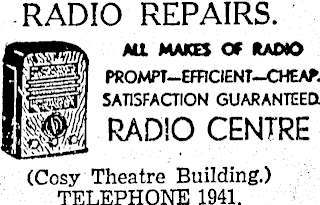 RADIO REPAIRS.
ALL MAKES OF RADIO
PROMPT—EFFICIENT—CHEAP.
SATISFACTION GUARANTEED.
RADIO CENTRE
(Cosy Theatre Building.)
TELEPHONE 1941.